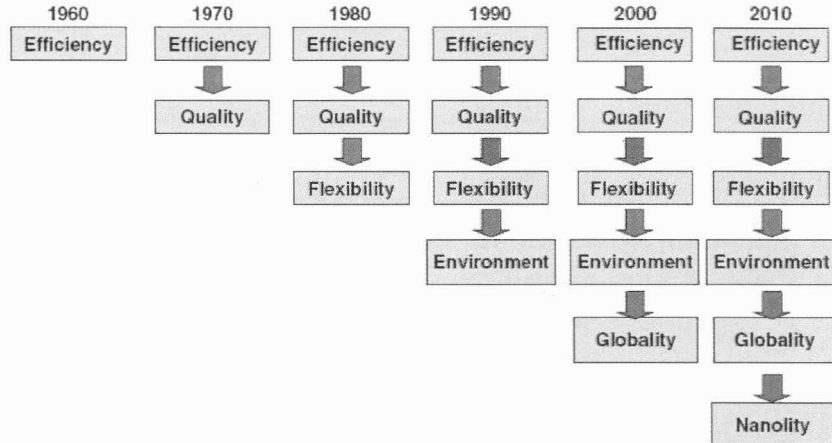 1960 1970 1980 1990 2000 2010
Efficiency Efficiency Efficiency Efficiency Efficiency Efficiency
Quality Quality Quality Quality Quality
Flexibility Flexibility Flexibility Flexibility
Environment Environment Environment
Globality Globality
Nanolity